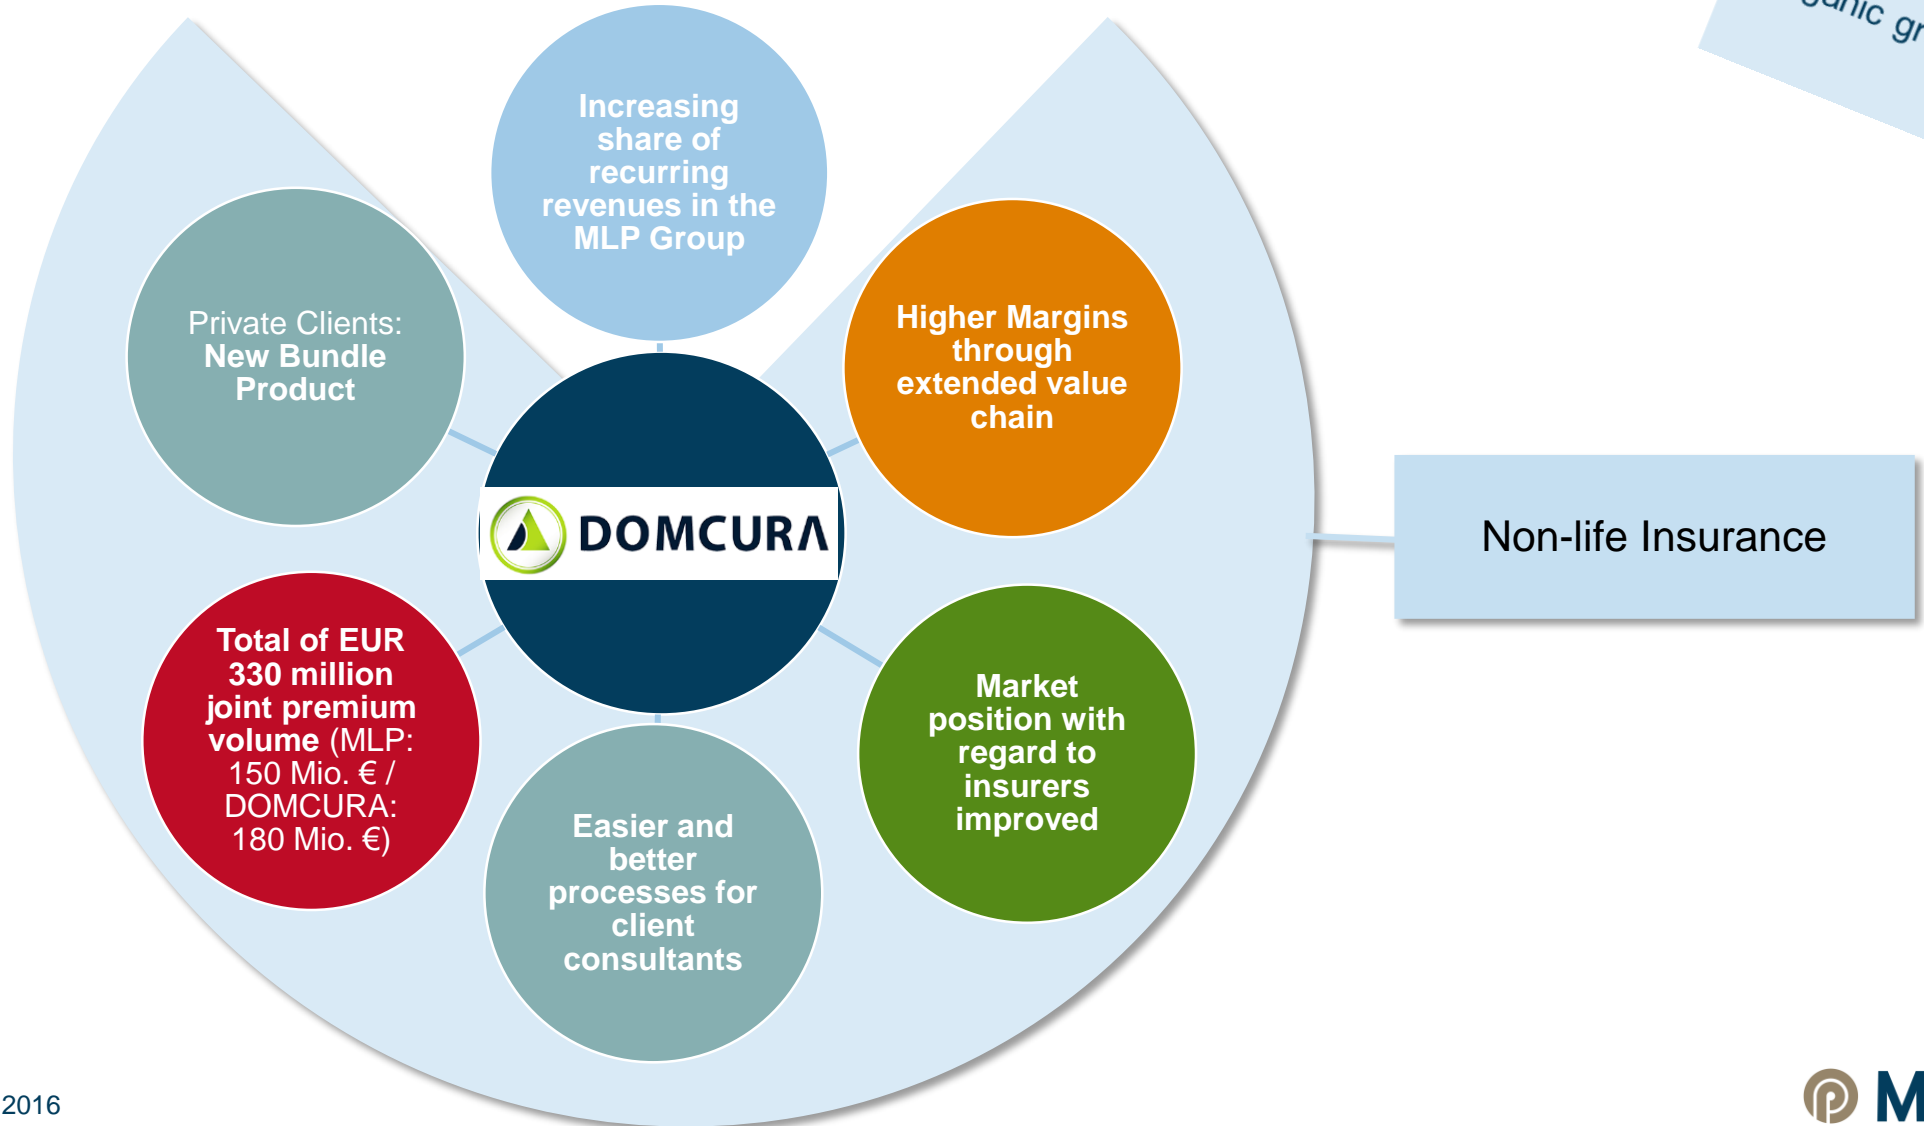 Increasing
share of
recurring
revenues in the
MLP Group
Private Clients:
New Bundle
Product
Higher Margins
through
extended value
chain
DOMCURA
Non-life Insurance
Total of EUR
330 million
joint premium
volume (MLP:
150 Mio. € /
DOMCURA:
180 Mio. €)
Market
position with
regard to
insurers
improved
Easier and
better
processes for
client
consultants
2016
M